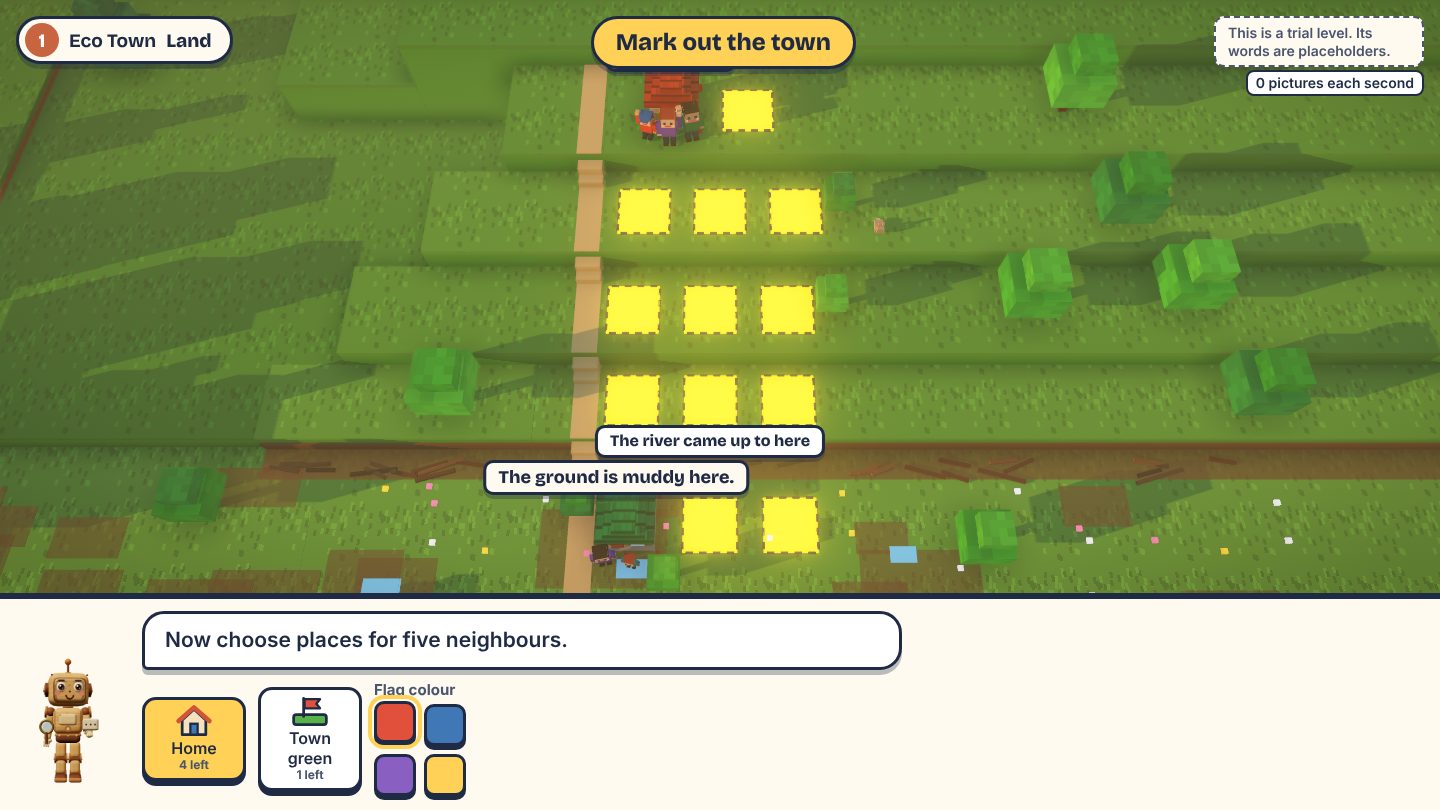 1 Eco Town Land
Mark out the town
This is a trial level. Its
words are placeholders.
0 pictures each second
The river came up to here
The ground is muddy here.
Now choose places for five neighbours.
Flag colour
Home
4 left
Town
green
1 left